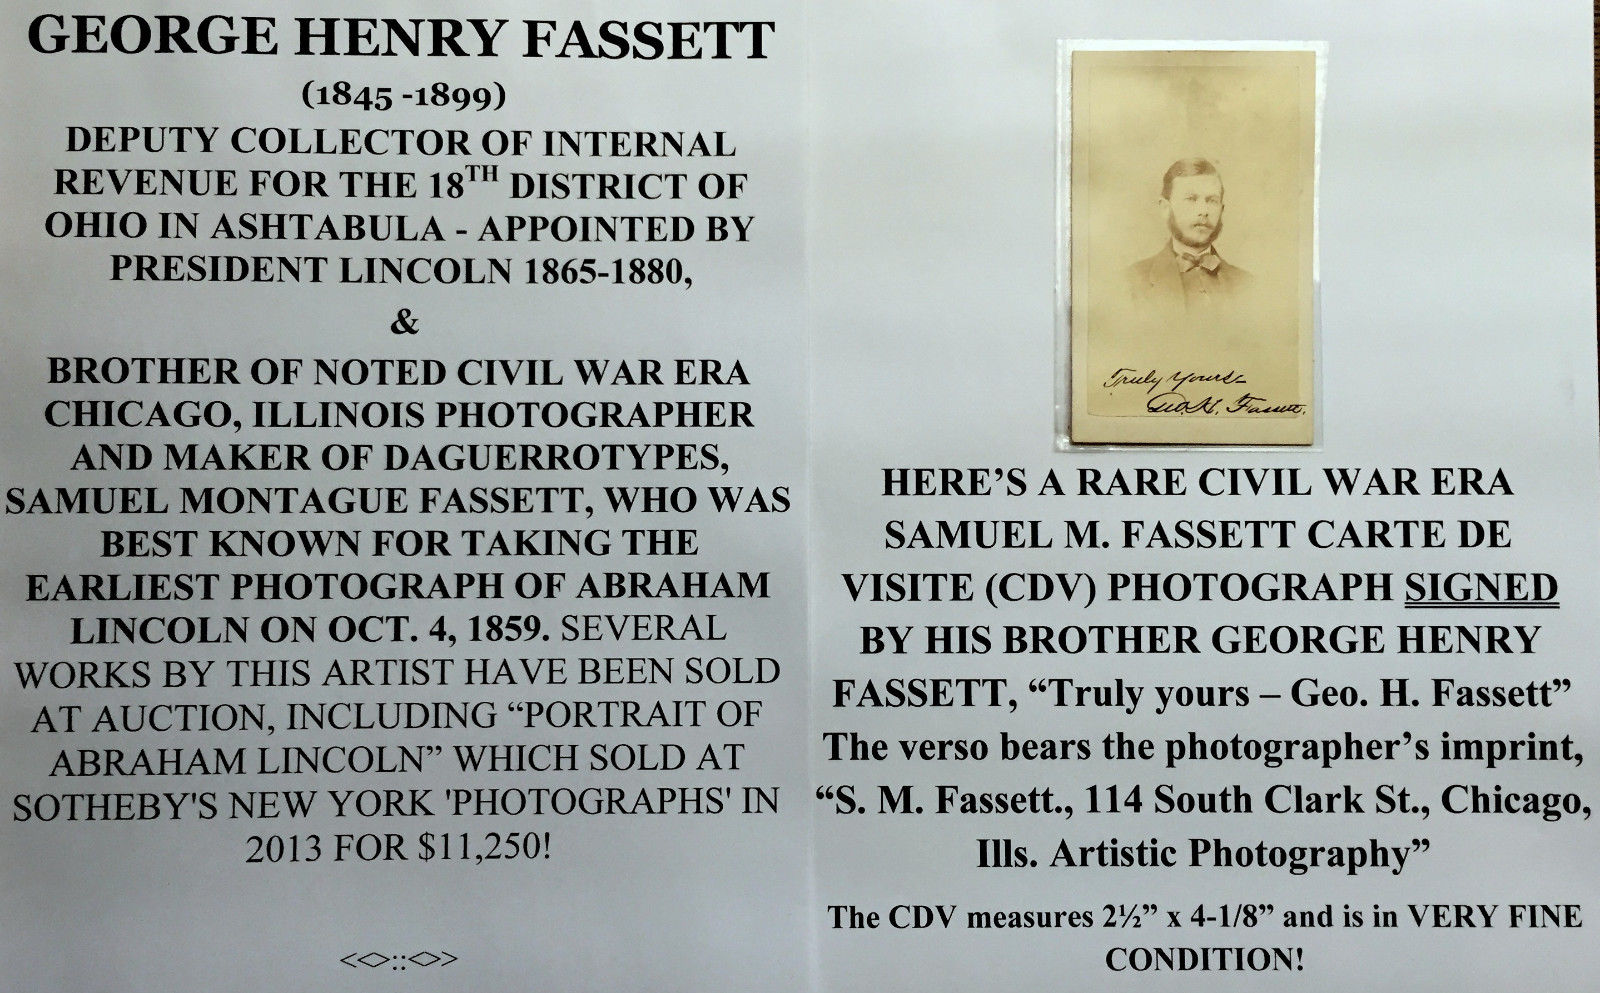 GEORGE HENRY FASSETT
(1845 -1899)
DEPUTY COLLECTOR OF INTERNAL
REVENUE FOR THE 18TH DISTRICT OF
OHIO IN ASHTABULA - APPOINTED BY
PRESIDENT LINCOLN 1865-1880,
&
BROTHER OF NOTED CIVIL WAR ERA
CHICAGO, ILLINOIS PHOTOGRAPHER
AND MAKER OF DAGUERROTYPES,
SAMUEL MONTAGUE FASSETT, WHO WAS
BEST KNOWN FOR TAKING THE
EARLIEST PHOTOGRAPH OF ABRAHAM
LINCOLN ON OCT. 4, 1859. SEVERAL
WORKS BY THIS ARTIST HAVE BEEN SOLD
AT AUCTION, INCLUDING “PORTRAIT OF
ABRAHAM LINCOLN” WHICH SOLD AT
SOTHEBY'S NEW YORK 'PHOTOGRAPHS' IN
2013 FOR $11,250!
<<>::<>>
Truly Yours-
Geo. H. Fassett.
HERE’S A RARE CIVIL WAR ERA
SAMUEL M. FASSETT CARTE DE
VISITE (CDV) PHOTOGRAPH SIGNED
BY HIS BROTHER GEORGE HENRY
FASSETT, “Truly yours – Geo. H. Fassett”
The verso bears the photographer’s imprint,
“S. M. Fassett., 114 South Clark St., Chicago,
Ills. Artistic Photography”
The CDV measures 2½” x 4-1/8” and is in VERY FINE
CONDITION!